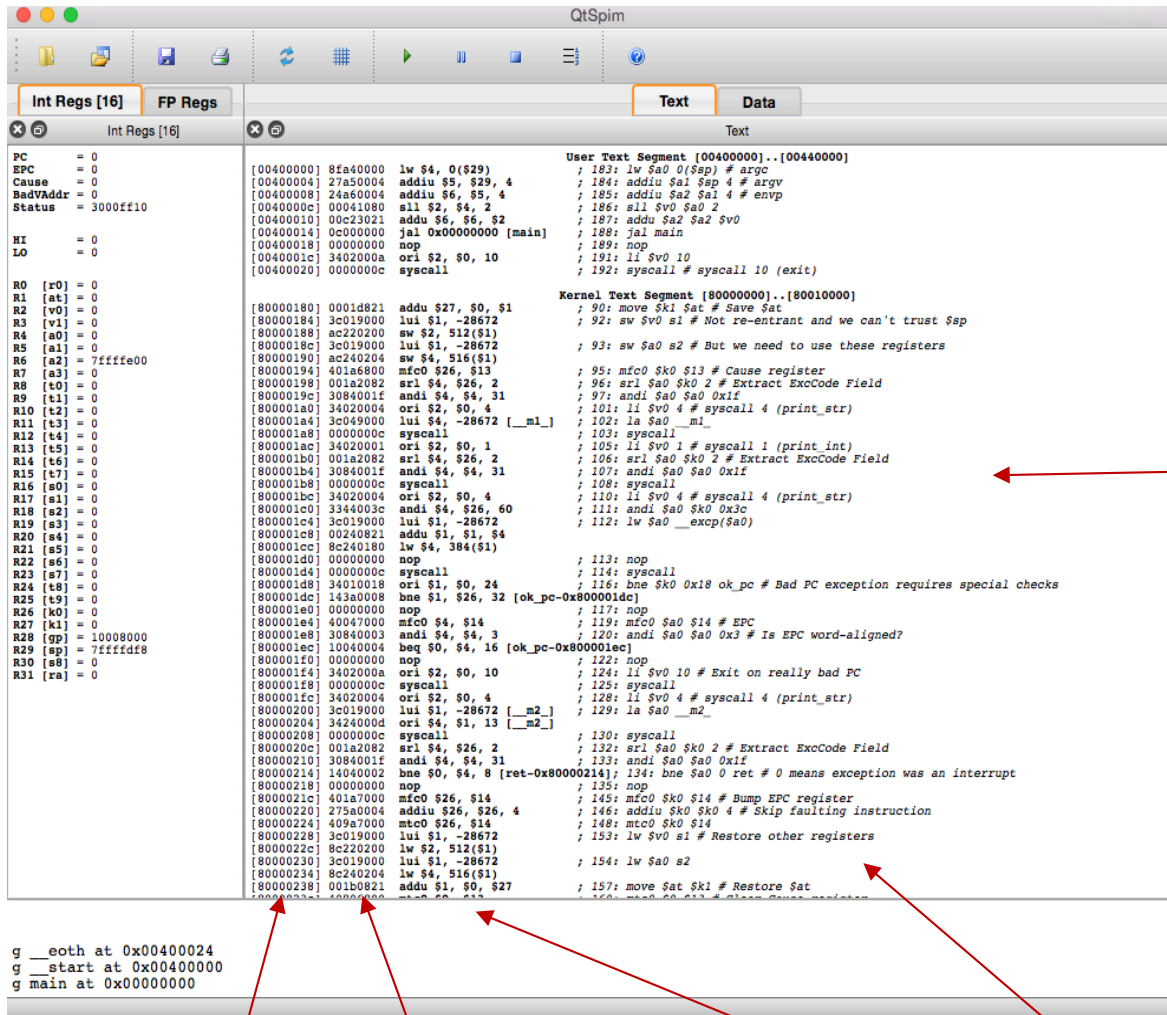 QtSpim
Int Regs [16]
FP Regs
Text
Data
Int Regs [16]
Text
PC = 0
EPC = 0
Cause = 0
BadVAddr = 0
Status = 3000ff10
HI = 0
LO = 0
R0 [r0] = 0
R1 [at] = 0
R2 [v0] = 0
R3 [v1] = 0
R4 [a0] = 0
R5 [a1] = 0
R6 [a2] = 7ffffe00
R7 [a3] = 0
R8 [t0] = 0
R9 [t1] = 0
R10 [t2] = 0
R11 [t3] = 0
R12 [t4] = 0
R13 [t5] = 0
R14 [t6] = 0
R15 [t7] = 0
R16 [s0] = 0
R17 [s1] = 0
R18 [s2] = 0
R19 [s3] = 0
R20 [s4] = 0
R21 [s5] = 0
R22 [s6] = 0
R23 [s7] = 0
R24 [t8] = 0
R25 [t9] = 0
R26 [k0] = 0
R27 [k1] = 0
R28 [gp] = 10008000
R29 [sp] = 7ffffdf8
R30 [s8] = 0
R31 [ra] = 0
User Text Segment [00400000]..[00440000]
[00400000] 8fa40000 lw $4, 0($29) ; 183: lw $a0 0($sp) # argc
[00400004] 27a50004 addiu $5, $29, 4 ; 184: addiu $a1 $sp 4 # argv
[00400008] 24a60004 addiu $6, $5, 4 ; 185: addiu $a2 $a1 4 # envp
[0040000c] 00041080 sll $2, $4, 2 ; 186: sll $v0 $a0 2
[00400010] 00c23021 addu $6, $6, $2 ; 187: addu $a2 $a2 $v0
[00400014] 0c000000 jal 0x00000000 [main] ; 188: jal main
[00400018] 00000000 nop ; 189: nop
[0040001c] 3402000a ori $2, $0, 10 ; 191: li $v0 10
[00400020] 0000000c syscall ; 192: syscall # syscall 10 (exit)
Kernel Text Segment [80000000]..[80010000]
[80000180] 0001d821 addu $27, $0, $1 ; 90: move $k1 $at # Save $at
[80000184] 3c019000 lui $1, -28672 ; 92: sw $v0 s1 # Not re-entrant and we can't trust $sp
[80000188] ac220200 sw $2, 512($1)
[8000018c] 3c019000 lui $1, -28672 ; 93: sw $a0 s2 # But we need to use these registers
[80000190] ac240204 sw $4, 516($1)
[80000194] 401a6800 mfc0 $26, $13 ; 95: mfc0 $k0 $13 # Cause register
[80000198] 001a2082 srl $4, $26, 2 ; 96: srl $a0 $k0 2 # Extract ExcCode Field
[8000019c] 3084001f andi $4, $4, 31 ; 97: andi $a0 $a0 0x1f
[800001a0] 34020004 ori $2, $0, 4 ; 101: li $v0 4 # syscall 4 (print_str)
[800001a4] 3c049000 lui $4, -28672 [__m1_] ; 102: la $a0 __m1_
[800001a8] 0000000c syscall ; 103: syscall
[800001ac] 34020001 ori $2, $0, 1 ; 105: li $v0 1 # syscall 1 (print_int)
[800001b0] 001a2082 srl $4, $26, 2 ; 106: srl $a0 $k0 2 # Extract ExcCode Field
[800001b4] 3084001f andi $4, $4, 31 ; 107: andi $a0 $a0 0x1f
[800001b8] 0000000c syscall ; 108: syscall
[800001bc] 34020004 ori $2, $0, 4 ; 110: li $v0 4 # syscall 4 (print_str)
[800001c0] 3344003c andi $4, $26, 60 ; 111: andi $a0 $k0 0x3c
[800001c4] 3c019000 lui $1, -28672 ; 112: lw $a0 __excp($a0)
[800001c8] 00240821 addu $1, $1, $4
[800001cc] 8c240180 lw $4, 384($1)
[800001d0] 00000000 nop ; 113: nop
[800001d4] 0000000c syscall ; 114: syscall
[800001d8] 34010018 ori $1, $0, 24 ; 116: bne $k0 0x18 ok_pc # Bad PC exception requires special checks
[800001dc] 143a0008 bne $1, $26, 32 [ok_pc-0x800001dc]
[800001e0] 00000000 nop ; 117: nop
[800001e4] 40047000 mfc0 $4, $14 ; 119: mfc0 $a0 $14 # EPC
[800001e8] 30840003 andi $4, $4, 3 ; 120: andi $a0 $a0 0x3 # Is EPC word-aligned?
[800001ec] 10040004 beq $0, $4, 16 [ok_pc-0x800001ec]
[800001f0] 00000000 nop ; 122: nop
[800001f4] 3402000a ori $2, $0, 10 ; 124: li $v0 10 # Exit on really bad PC
[800001f8] 0000000c syscall ; 125: syscall
[800001fc] 34020004 ori $2, $0, 4 ; 128: li $v0 4 # syscall 4 (print_str)
[80000200] 3c019000 lui $1, -28672 [__m2_] ; 129: la $a0 __m2_
[80000204] 3424000d ori $4, $1, 13 [__m2_]
[80000208] 0000000c syscall ; 130: syscall
[8000020c] 001a2082 srl $4, $26, 2 ; 132: srl $a0 $k0 2 # Extract ExcCode Field
[80000210] 3084001f andi $4, $4, 31 ; 133: andi $a0 $a0 0x1f
[80000214] 14040002 bne $0, $4, 8 [ret-0x80000214]; 134: bne $a0 0 ret # 0 means exception was an interrupt
[80000218] 00000000 nop ; 135: nop
[8000021c] 401a7000 mfc0 $26, $14 ; 145: mfc0 $k0 $14 # Bump EPC register
[80000220] 275a0004 addiu $26, $26, 4 ; 146: addiu $k0 $k0 4 # Skip faulting instruction
[80000224] 409a7000 mtc0 $26, $14 ; 148: mtc0 $k0 $14
[80000228] 3c019000 lui $1, -28672 ; 153: lw $v0 s1 # Restore other registers
[8000022c] 8c220200 lw $2, 512($1)
[80000230] 3c019000 lui $1, -28672 ; 154: lw $a0 s2
[80000234] 8c240204 lw $4, 516($1)
[80000238] 001b0821 addu $1, $0, $27 ; 157: move $at $k1 # Restore $at
g __eoth at 0x00400024
g __start at 0x00400000
g main at 0x00000000